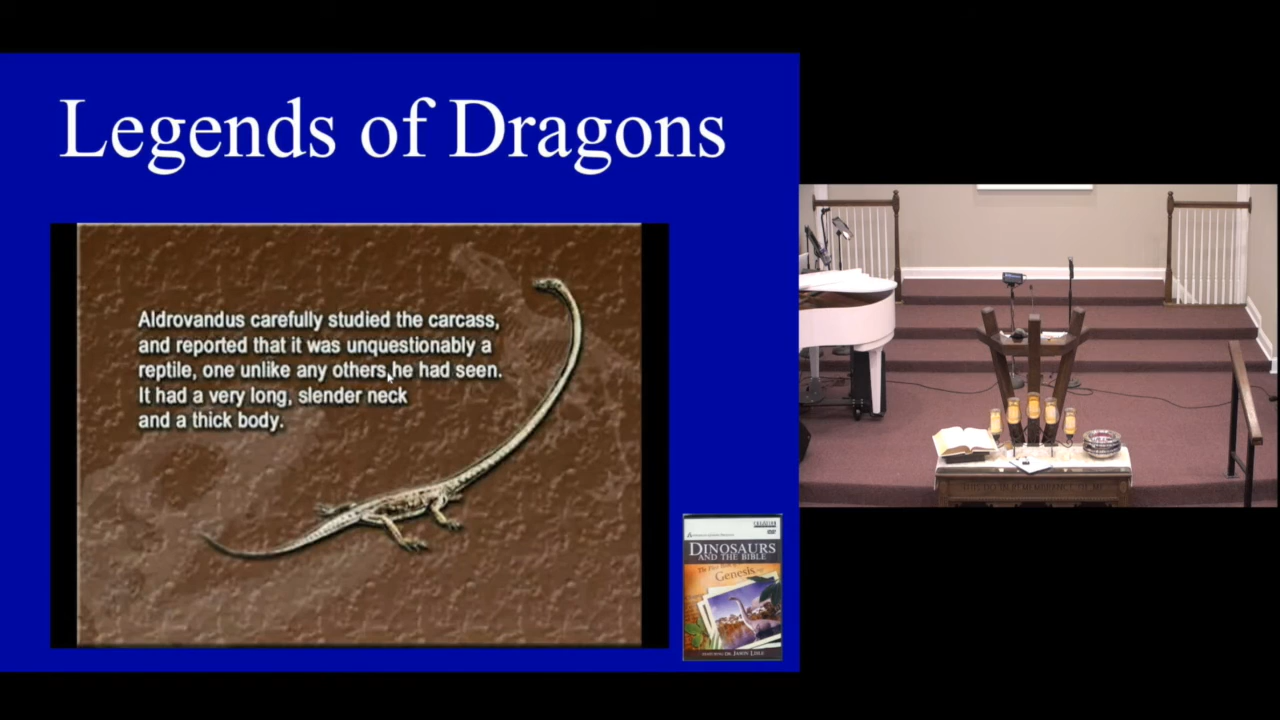 Legends of Dragons
Aldrovandus carefully studied the carcass,
and reported that it was unquestionably a
reptile, one unlike any others he had seen.
It had a very long, slender neck
and a thick body.
DINOSAURS
AND THE BIBLE
Genesis